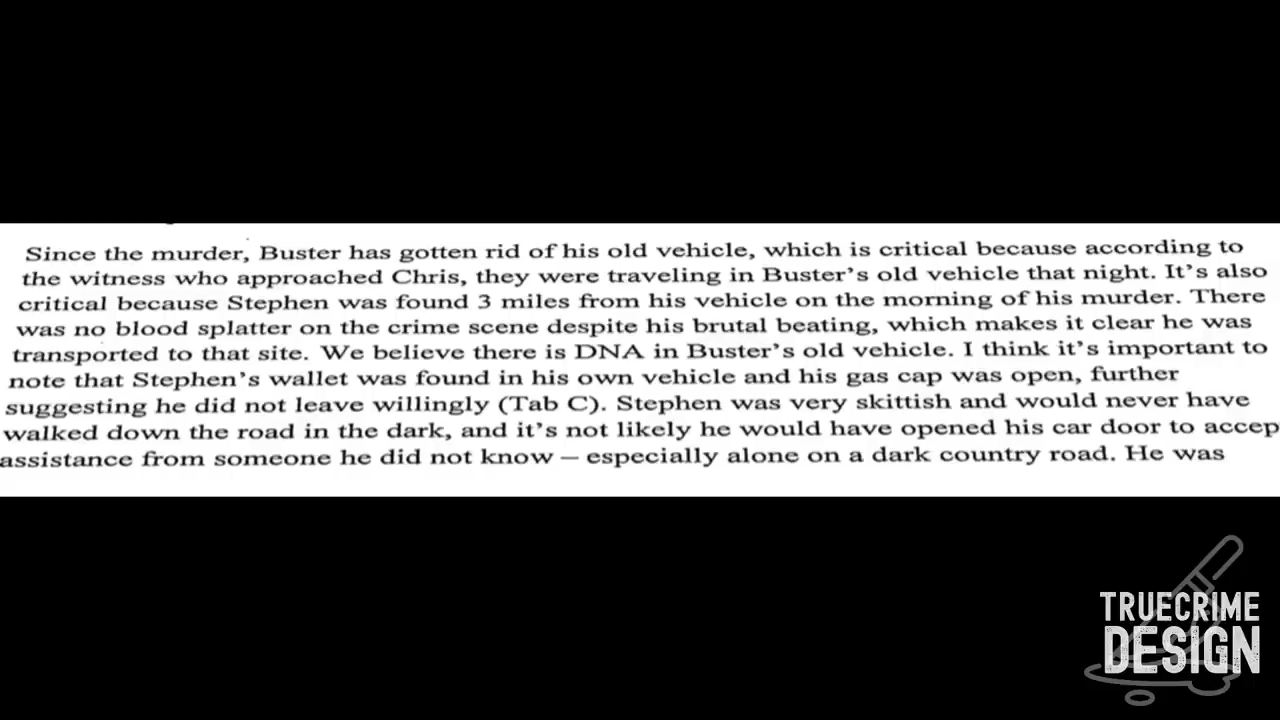 Since the murder, Buster has gotten rid of his old vehicle, which is critical because according to
the witness who approached Chris, they were traveling in Buster's old vehicle that night. It's also
critical because Stephen was found 3 miles from his vehicle on the morning of his murder. There
was no blood splatter on the crime scene despite his brutal beating, which makes it clear he was
transported to that site. We believe there is DNA in Buster's old vehicle. I think it's important to
note that Stephen's wallet was found in his own vehicle and his gas cap was open, further
suggesting he did not leave willingly (Tab C). Stephen was very skittish and would never have
walked down the road in the dark, and it's not likely he would have opened his car door to accep
assistance from someone he did not know – especially alone on a dark country road. He was
TRUECRIME
DESIGN